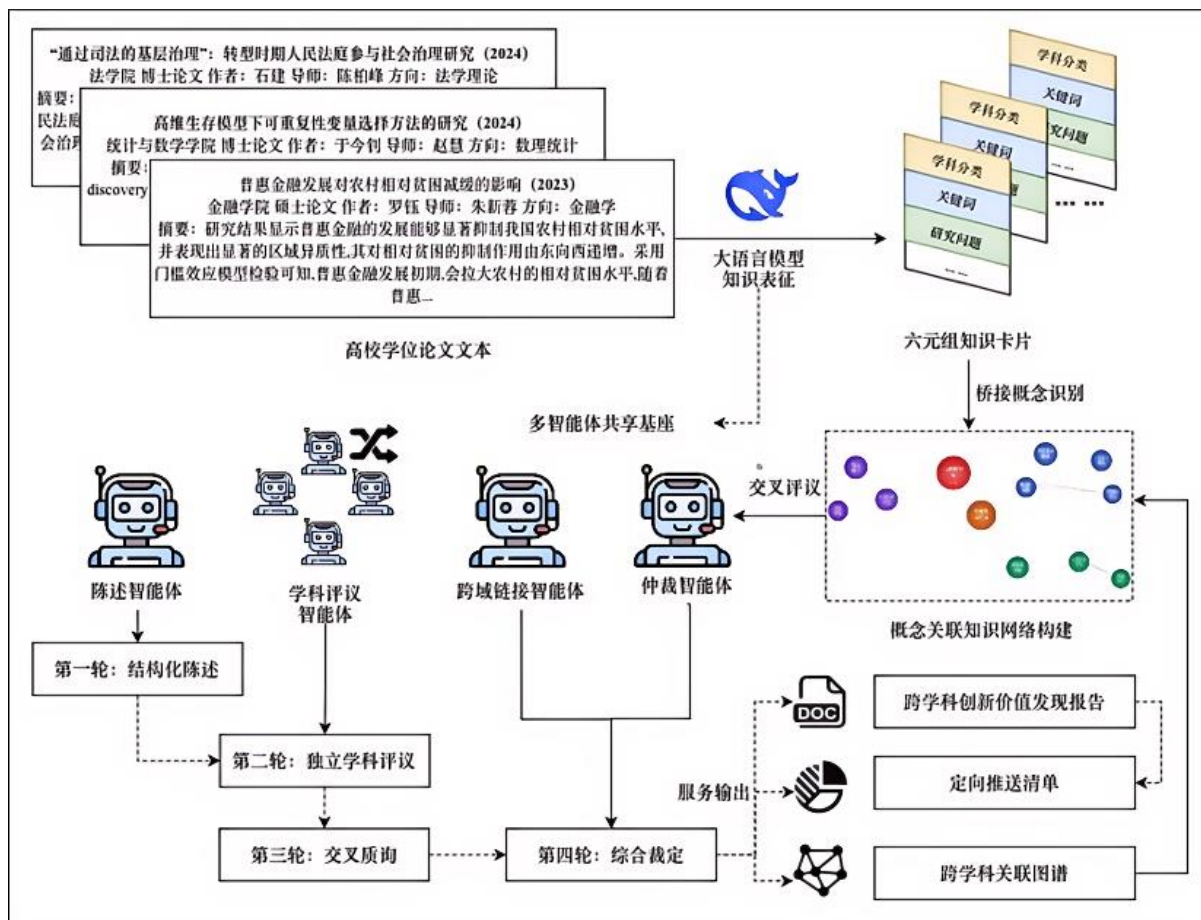 “通过司法的基层治理”：转型时期人民法庭参与社会治理研究（2024）
法学院 博士论文 作者：石建 导师：陈柏峰 方向：法学理论
摘要：
民法庭
会治理
高维生存模型下可重复性变量选择方法的研究（2024）
统计与数学学院 博士论文 作者：于今钊 导师：赵慧 方向：数理统计
摘要：
discovery
普惠金融发展对农村相对贫困减缓的影响（2023）
金融学院 硕士论文 作者：罗钰 导师：朱新蓉 方向：金融学
摘要：研究结果显示普惠金融的发展能够显著抑制我国农村相对贫困水平,
并表现出显著的区域异质性,其对相对贫困的抑制作用由东向西递增。采用
门槛效应模型检验可知,普惠金融发展初期,会拉大农村的相对贫困水平,随着
普惠...
高校学位论文文本
大语言模型
知识表征
学科分类
关键词
究问题
... ...
学科分类
关键词
学科分类
关键词
研究问题
... ...
... ...
六元组知识卡片
桥接概念识别
多智能体共享基座
交叉评议
概念关联知识网络构建
陈述智能体
学科评议
智能体
跨域链接智能体
仲裁智能体
第一轮：结构化陈述
第二轮：独立学科评议
第三轮：交叉质询
第四轮：综合裁定
服务输出
DOC
跨学科创新价值发现报告
定向推送清单
跨学科关联图谱